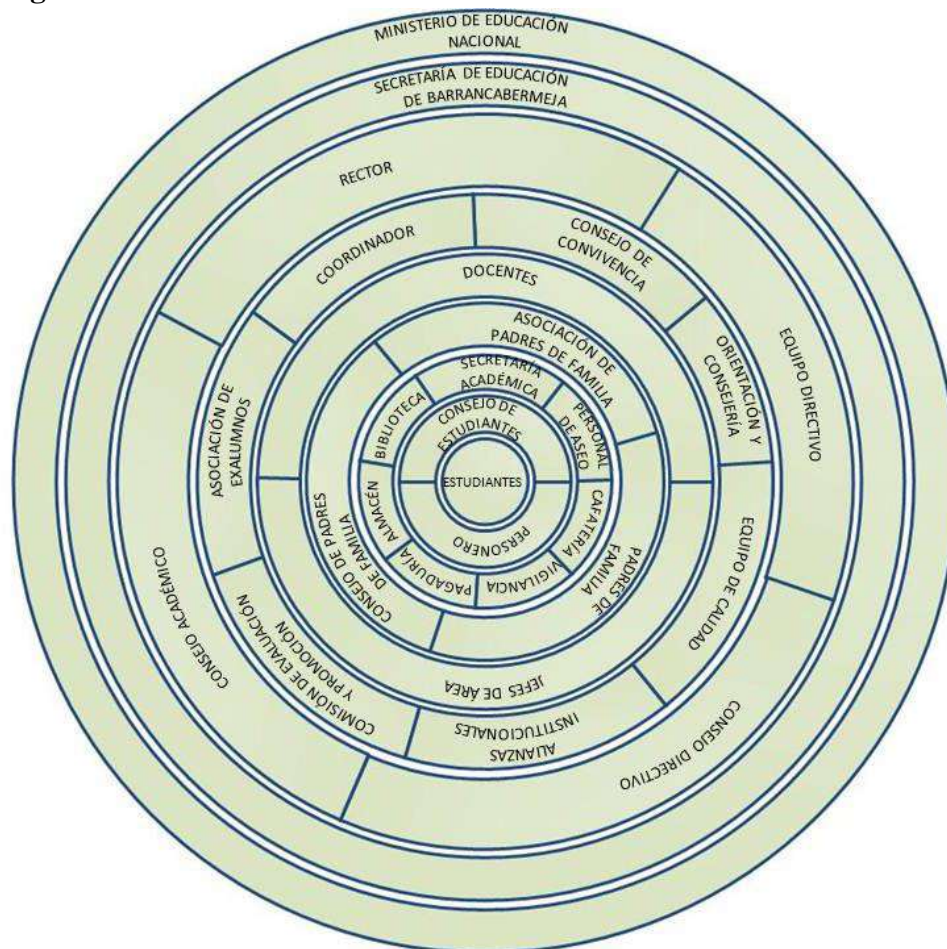 MINISTERIO DE EDUCACIÓN
NACIONAL
SECRETARÍA DE EDUCACIÓN
DE BARRANCABERMEJA
RECTOR
EQUIPO DIRECTIVO
CONSEJO DIRECTIVO
CONSEJO ACADÉMICO
COORDINADOR
CONSEJO DE
CONVIVENCIA
ORIENTACIÓN Y
CONSEJERÍA
EQUIPO DE CALIDAD
ALIANZAS
INSTITUCIONALES
COMISIÓN DE EVALUACIÓN
Y PROMOCIÓN
ASOCIACIÓN DE
EXALUMNOS
DOCENTES
JEFES DE ÁREA
ASOCIACIÓN DE
PADRES DE FAMILIA
PADRES DE
FAMILIA
CONSEJO DE PADRES
DE FAMILIA
SECRETARÍA
ACADÉMICA
PERSONAL
DE ASEO
CAFATERÍA
VIGILANCIA
PAGADURÍA
ALMACÉN
BIBLIOTECA
CONSEJO DE
ESTUDIANTES
PERSONERO
ESTUDIANTES